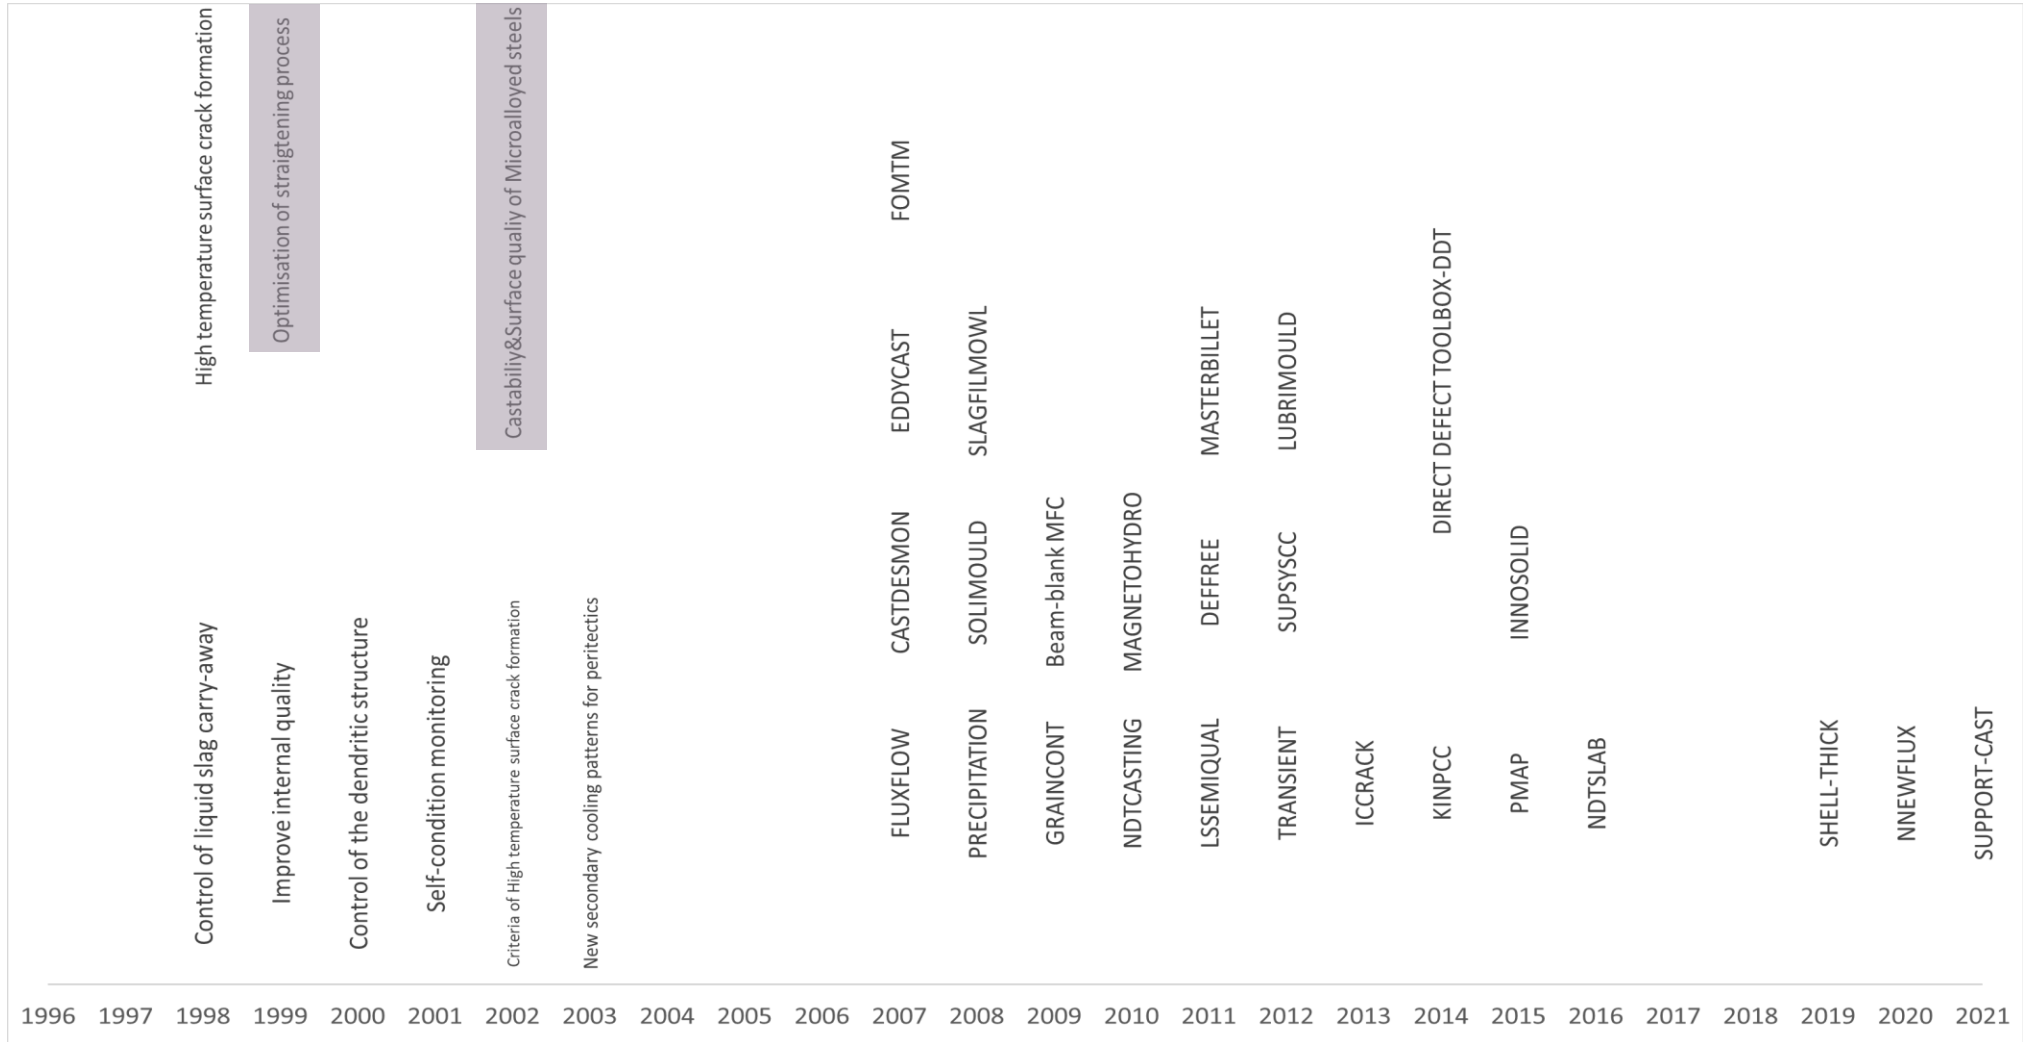 High temperature surface crack formation
Control of liquid slag carry-away
Optimisation of straigtening process
Improve internal quality
Control of the dendritic structure
Self-condition monitoring
Castabiliy&Surface qualiy of Microalloyed steels
Criteria of High temperature surface crack formation
New secondary cooling patterns for peritectics
FOMTM
EDDYCAST
CASTDESMON
FLUXFLOW
SLAGFILMOWL
SOLIMOULD
PRECIPITATION
Beam-blank MFC
GRAINCONT
MAGNETOHYDRO
NDTCASTING
MASTERBILLET
DEFFREE
LSSEMIQUAL
LUBRIMOULD
SUPSYSCC
TRANSIENT
ICCRACK
DIRECT DEFECT TOOLBOX-DDT
KINPCC
INNOSOLID
PMAP
NDTSLAB
SHELL-THICK
NNEWFLUX
SUPPORT-CAST
1996 1997 1998 1999 2000 2001 2002 2003 2004 2005 2006 2007 2008 2009 2010 2011 2012 2013 2014 2015 2016 2017 2018 2019 2020 2021